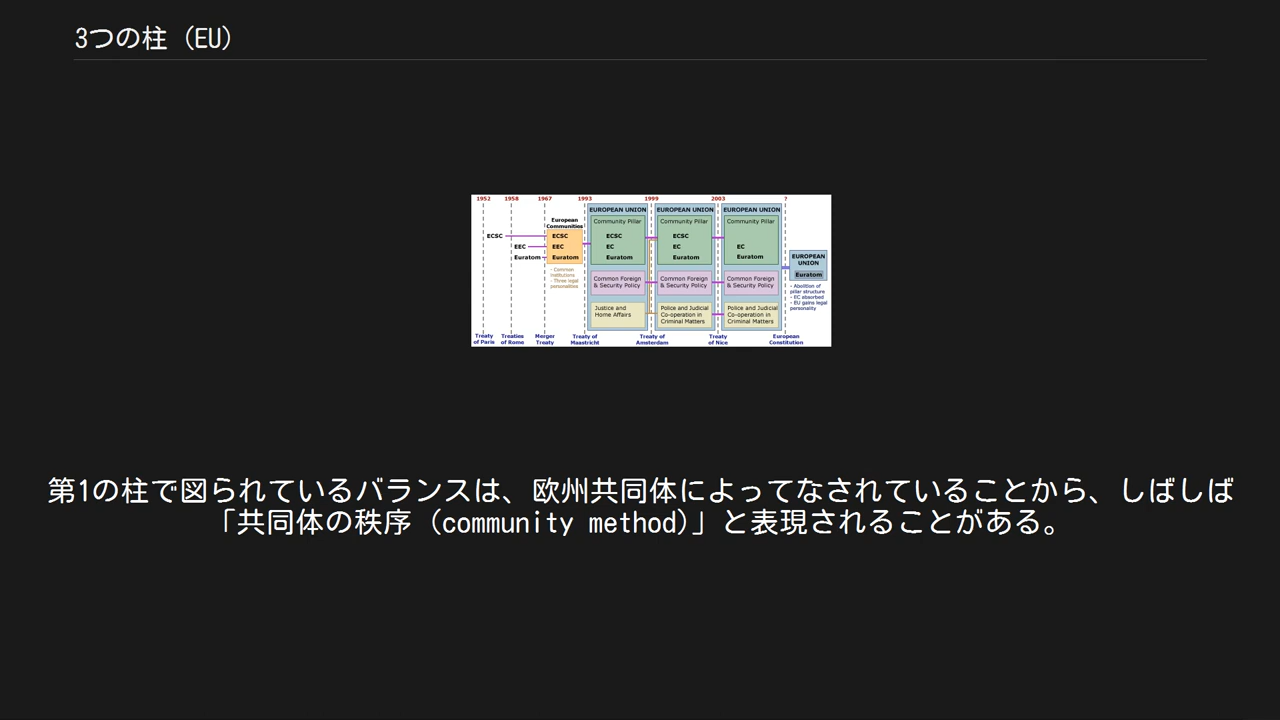 3つの柱 (EU)
1952 1958 1967 1993 1999 2003 ?
EUROPEAN UNION EUROPEAN UNION EUROPEAN UNION
European
Communities
Community Pillar Community Pillar Community Pillar
ECSC ECSC ECSC ECSC
EEC EEC EC EC EC
Euratom Euratom Euratom Euratom Euratom
- Common
institutions
- Three legal
personalities
Common Foreign
& Security Policy
Common Foreign
& Security Policy
Common Foreign
& Security Policy
Justice and
Home Affairs
Police and Judicial
Co-operation in
Criminal Matters
Police and Judicial
Co-operation in
Criminal Matters
EUROPEAN
UNION
Euratom
- Abolition of
pillar structure
- EC absorbed
- EU gains legal
personality
Treaty
of Paris
Treaties
of Rome
Merger
Treaty
Treaty of
Maastricht
Treaty of
Amsterdam
Treaty
of Nice
European
Constitution
第1の柱で図られているバランスは、欧州共同体によってなされていることから、しばしば
「共同体の秩序 (community method)」と表現されることがある。